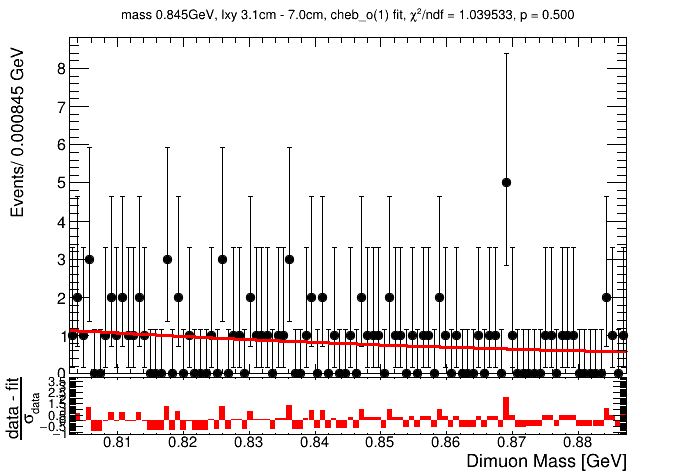 mass 0.845GeV, lxy 3.1cm - 7.0cm, cheb_o(1) fit, χ²/ndf = 1.039533, p = 0.500
Events/ 0.000845 GeV
8
7
6
5
4
3
2
1
0
data - fit
σdata
0.81 0.82 0.83 0.84 0.85 0.86 0.87 0.88
Dimuon Mass [GeV]